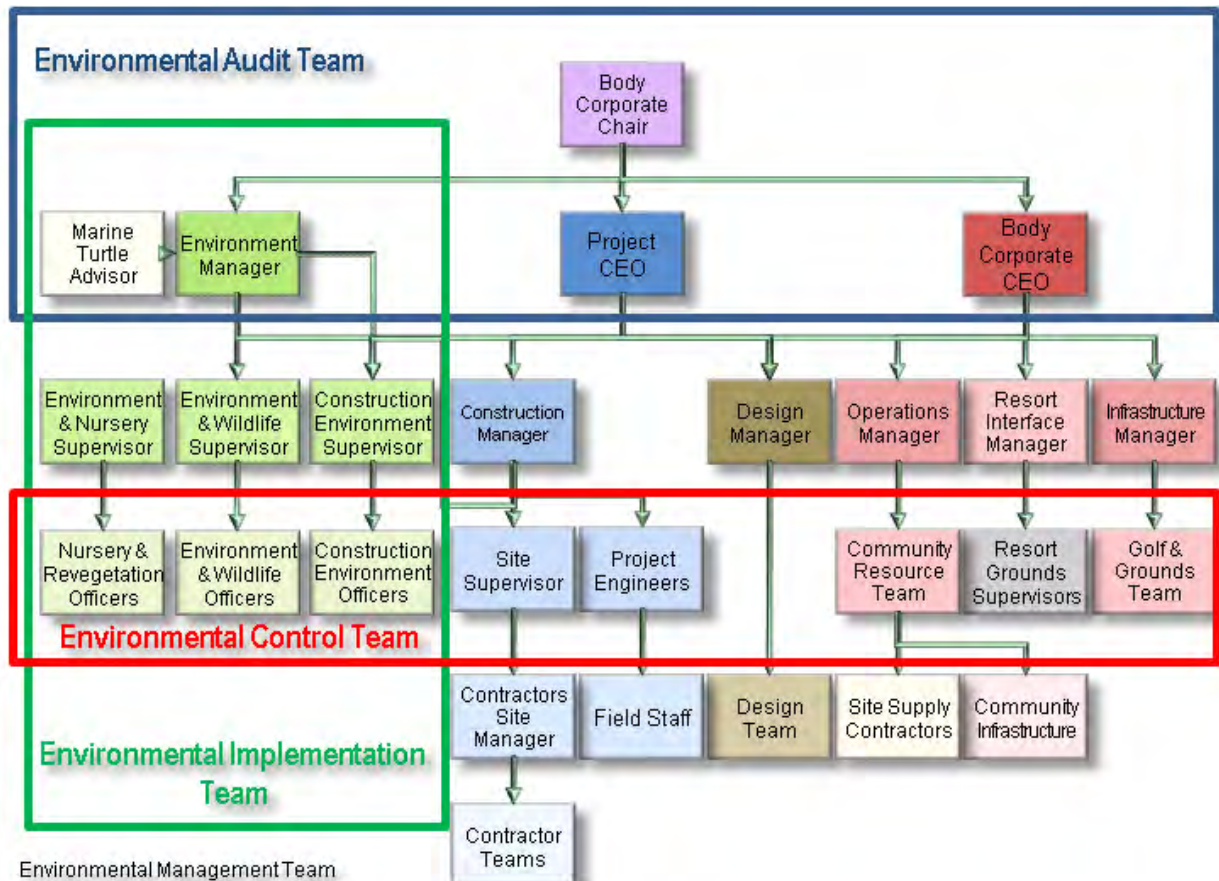 Environmental Audit Team
Body
Corporate
Chair
Marine
Turtle
Advisor
Environment
Manager
Project
CEO
Body
Corporate
CEO
Environment
& Nursery
Supervisor
Environment
& Wildlife
Supervisor
Construction
Environment
Supervisor
Construction
Manager
Design
Manager
Operations
Manager
Resort
Interface
Manager
Infrastructure
Manager
Nursery &
Revegetation
Officers
Environment
& Wildlife
Officers
Construction
Environment
Officers
Site
Supervisor
Project
Engineers
Community
Resource
Team
Resort
Grounds
Supervisors
Golf &
Grounds
Team
Environmental Control Team
Contractors
Site
Manager
Field Staff
Design
Team
Site Supply
Contractors
Community
Infrastructure
Environmental Implementation
Team
Contractor
Teams
Environmental Management Team